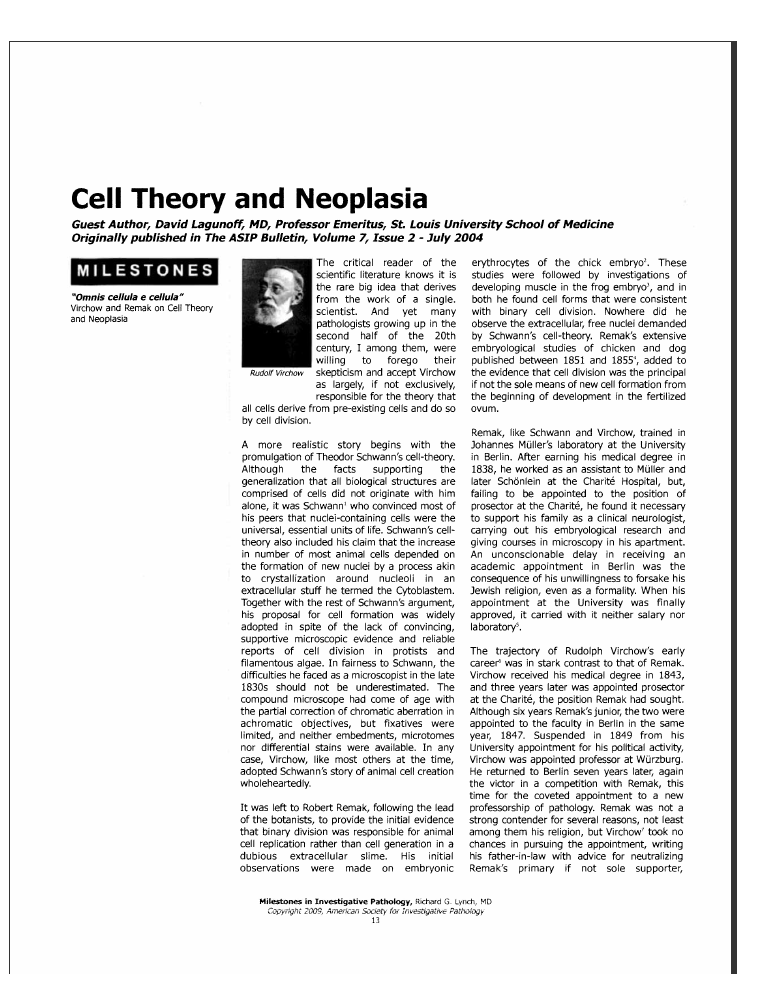 Cell Theory and Neoplasia
Guest Author, David Lagunoff, MD, Professor Emeritus, St. Louis University School of Medicine
Originally published in The ASIP Bulletin, Volume 7, Issue 2 - July 2004
MILESTONES
"Omnis cellula e cellula"
Virchow and Remak on Cell Theory
and Neoplasia
Rudolf Virchow
The critical reader of the
scientific literature knows it is
the rare big idea that derives
from the work of a single.
scientist. And yet many
pathologists growing up in the
second half of the 20th
century, I among them, were
willing to forego their
skepticism and accept Virchow
as largely, if not exclusively,
responsible for the theory that
all cells derive from pre-existing cells and do so
by cell division.
A more realistic story begins with the
promulgation of Theodor Schwann's cell-theory.
Although the facts supporting the
generalization that all biological structures are
comprised of cells did not originate with him
alone, it was Schwann¹ who convinced most of
his peers that nuclei-containing cells were the
universal, essential units of life. Schwann's cell-
theory also included his claim that the increase
in number of most animal cells depended on
the formation of new nuclei by a process akin
to crystallization around nucleoli in an
extracellular stuff he termed the Cytoblastem.
Together with the rest of Schwann's argument,
his proposal for cell formation was widely
adopted in spite of the lack of convincing,
supportive microscopic evidence and reliable
reports of cell division in protists and
filamentous algae. In fairness to Schwann, the
difficulties he faced as a microscopist in the late
1830s should not be underestimated. The
compound microscope had come of age with
the partial correction of chromatic aberration in
achromatic objectives, but fixatives were
limited, and neither embedments, microtomes
nor differential stains were available. In any
case, Virchow, like most others at the time,
adopted Schwann's story of animal cell creation
wholeheartedly.
It was left to Robert Remak, following the lead
of the botanists, to provide the initial evidence
that binary division was responsible for animal
cell replication rather than cell generation in a
dubious extracellular slime. His initial
observations were made on embryonic
erythrocytes of the chick embryo². These
studies were followed by investigations of
developing muscle in the frog embryo³, and in
both he found cell forms that were consistent
with binary cell division. Nowhere did he
observe the extracellular, free nuclei demanded
by Schwann's cell-theory. Remak's extensive
embryological studies of chicken and dog
published between 1851 and 1855⁴, added to
the evidence that cell division was the principal
if not the sole means of new cell formation from
the beginning of development in the fertilized
ovum.
Remak, like Schwann and Virchow, trained in
Johannes Müller's laboratory at the University
in Berlin. After earning his medical degree in
1838, he worked as an assistant to Müller and
later Schönlein at the Charité Hospital, but,
failing to be appointed to the position of
prosector at the Charité, he found it necessary
to support his family as a clinical neurologist,
carrying out his embryological research and
giving courses in microscopy in his apartment.
An unconscionable delay in receiving an
academic appointment in Berlin was the
consequence of his unwillingness to forsake his
Jewish religion, even as a formality. When his
appointment at the University was finally
approved, it carried with it neither salary nor
laboratory⁵.
The trajectory of Rudolph Virchow's early
career⁶ was in stark contrast to that of Remak.
Virchow received his medical degree in 1843,
and three years later was appointed prosector
at the Charité, the position Remak had sought.
Although six years Remak's junior, the two were
appointed to the faculty in Berlin in the same
year, 1847. Suspended in 1849 from his
University appointment for his political activity,
Virchow was appointed professor at Würzburg.
He returned to Berlin seven years later, again
the victor in a competition with Remak, this
time for the coveted appointment to a new
professorship of pathology. Remak was not a
strong contender for several reasons, not least
among them his religion, but Virchow⁷ took no
chances in pursuing the appointment, writing
his father-in-law with advice for neutralizing
Remak's primary if not sole supporter,
Milestones in Investigative Pathology, Richard G. Lynch, MD
Copyright 2009, American Society for Investigative Pathology
13